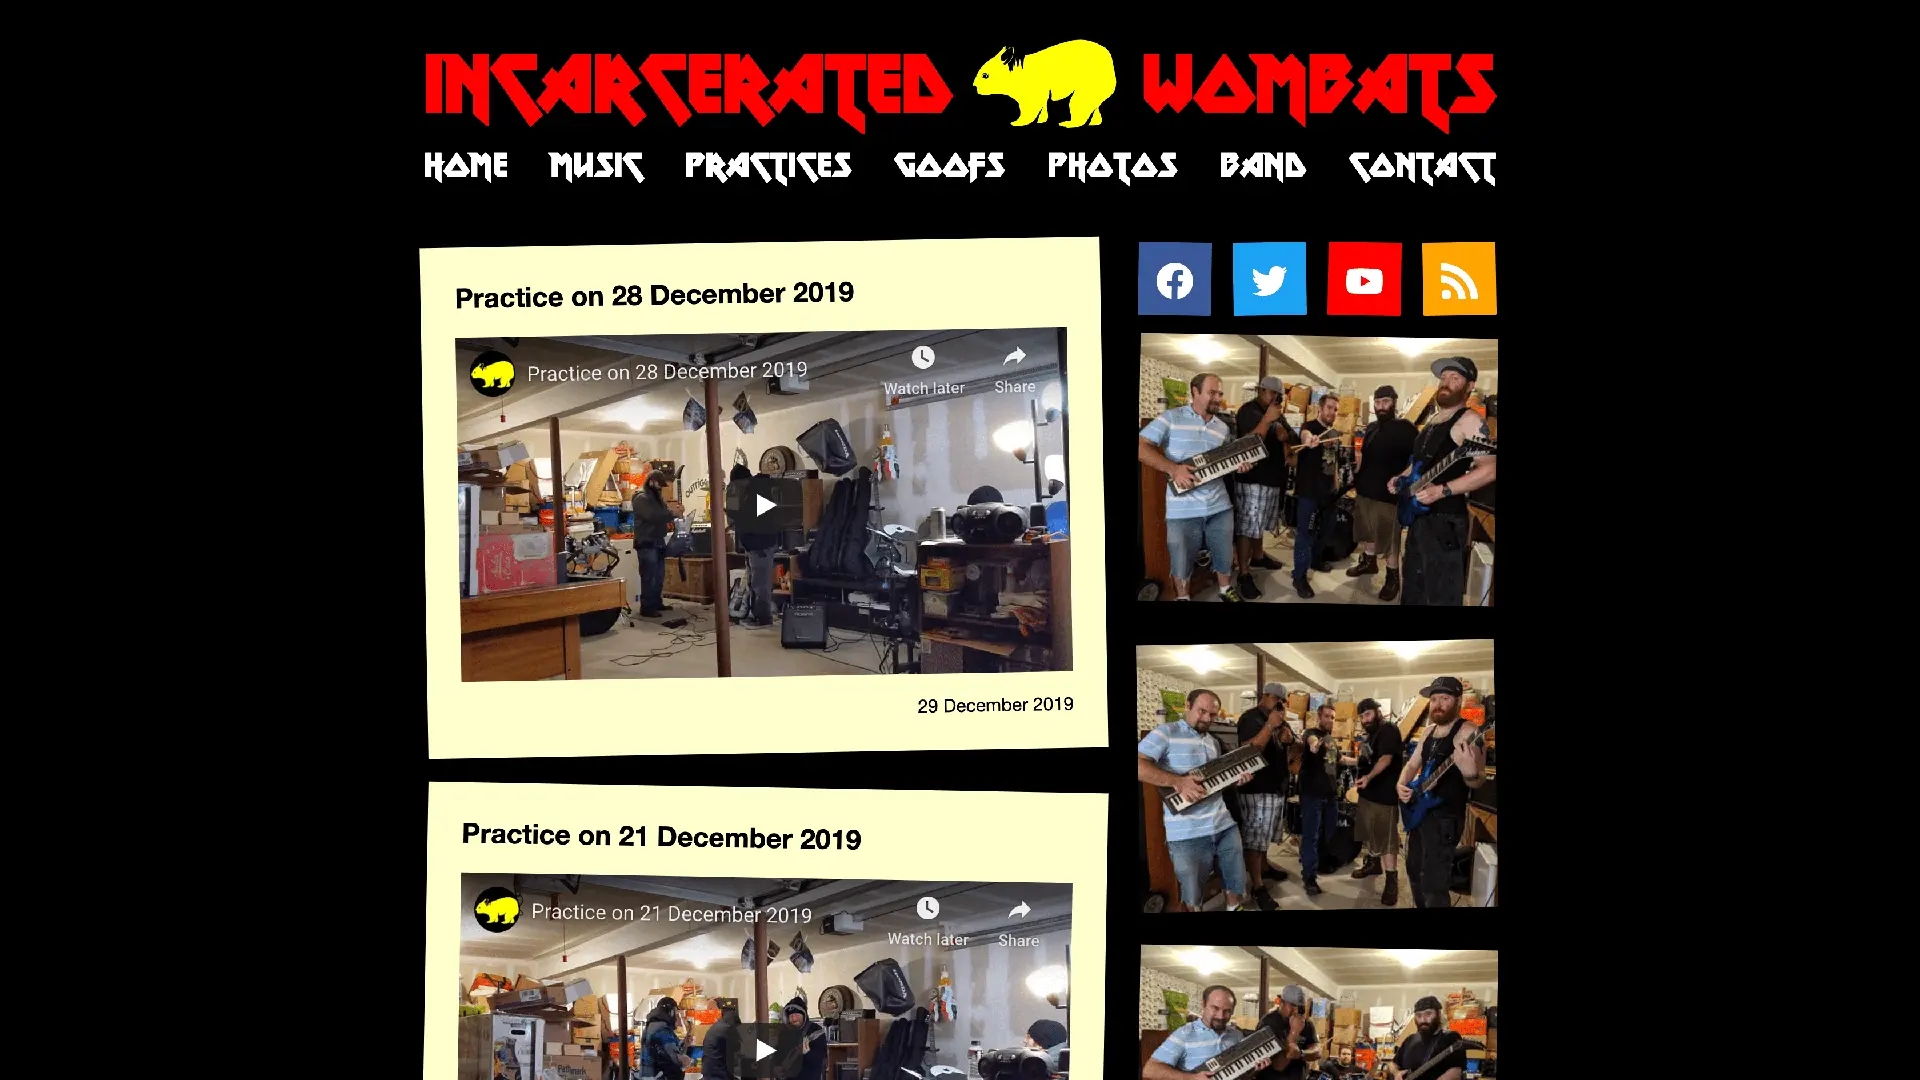 INCARCERATED WOMBATS
HOME MUSIC PRACTICES GOOFS PHOTOS BAND CONTACT
Practice on 28 December 2019
Practice on 28 December 2019
Watch later
Share
29 December 2019
Practice on 21 December 2019
Practice on 21 December 2019
Watch later
Share